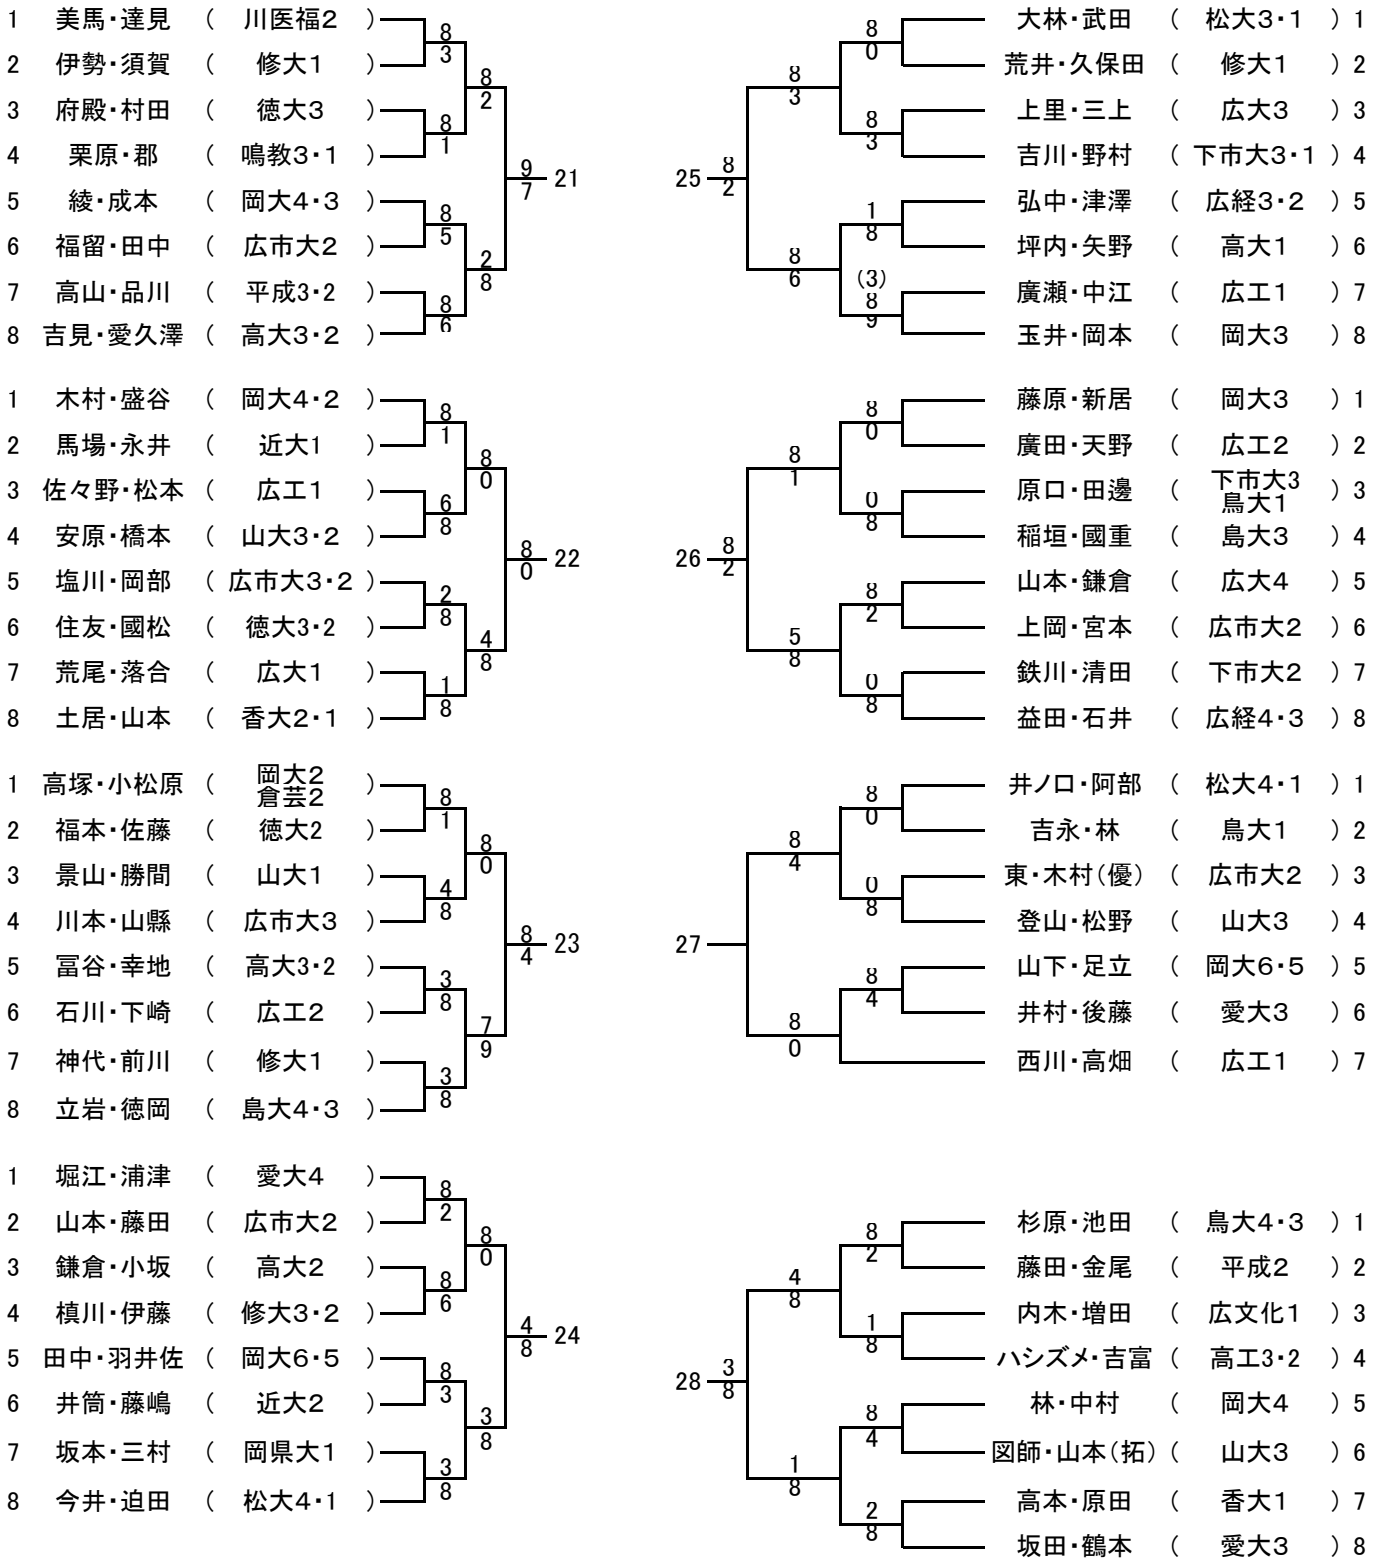 1 美馬・達見 ( 川医福2 )
8
3
2 伊勢・須賀 ( 修大1 )
8
2
3 府殿・村田 ( 徳大3 )
8
1
4 栗原・郡 ( 鳴教3・1 )
9
7
21
5 綾・成本 ( 岡大4・3 )
8
5
6 福留・田中 ( 広市大2 )
2
8
7 高山・品川 ( 平成3・2 )
8
6
8 吉見・愛久澤 ( 高大3・2 )
1 木村・盛谷 ( 岡大4・2 )
8
1
2 馬場・永井 ( 近大1 )
8
0
3 佐々野・松本 ( 広工1 )
6
8
4 安原・橋本 ( 山大3・2 )
8
0
22
5 塩川・岡部 ( 広市大3・2 )
2
8
6 住友・國松 ( 徳大3・2 )
4
8
7 荒尾・落合 ( 広大1 )
1
8
8 土居・山本 ( 香大2・1 )
1 高塚・小松原 ( 岡大2
倉芸2
8
1
2 福本・佐藤 ( 徳大2 )
8
0
3 景山・勝間 ( 山大1 )
4
8
4 川本・山縣 ( 広市大3 )
8
4
23
5 冨谷・幸地 ( 高大3・2 )
3
8
6 石川・下崎 ( 広工2 )
7
9
7 神代・前川 ( 修大1 )
3
8
8 立岩・徳岡 ( 島大4・3 )
1 堀江・浦津 ( 愛大4 )
8
2
2 山本・藤田 ( 広市大2 )
8
0
3 鎌倉・小坂 ( 高大2 )
8
6
4 槙川・伊藤 ( 修大3・2 )
4
8
24
5 田中・羽井佐 ( 岡大6・5 )
8
3
6 井筒・藤嶋 ( 近大2 )
3
8
7 坂本・三村 ( 岡県大1 )
3
8
8 今井・迫田 ( 松大4・1 )
大林・武田 ( 松大3・1 ) 1
8
0
荒井・久保田 ( 修大1 ) 2
8
3
上里・三上 ( 広大3 ) 3
8
3
吉川・野村 ( 下市大3・1 ) 4
25
8
2
弘中・津澤 ( 広経3・2 ) 5
1
8
坪内・矢野 ( 高大1 ) 6
8
6
(3)
8
9
廣瀬・中江 ( 広工1 ) 7
玉井・岡本 ( 岡大3 ) 8
藤原・新居 ( 岡大3 ) 1
8
0
廣田・天野 ( 広工2 ) 2
8
1
原口・田邊 ( 下市大3
鳥大1 ) 3
0
8
稲垣・國重 ( 島大3 ) 4
26
8
2
山本・鎌倉 ( 広大4 ) 5
8
2
上岡・宮本 ( 広市大2 ) 6
5
8
鉄川・清田 ( 下市大2 ) 7
0
8
益田・石井 ( 広経4・3 ) 8
井ノ口・阿部 ( 松大4・1 ) 1
8
0
吉永・林 ( 鳥大1 ) 2
8
4
東・木村(優) ( 広市大2 ) 3
0
8
登山・松野 ( 山大3 ) 4
27
山下・足立 ( 岡大6・5 ) 5
8
4
井村・後藤 ( 愛大3 ) 6
8
0
西川・高畑 ( 広工1 ) 7
杉原・池田 ( 鳥大4・3 ) 1
8
2
藤田・金尾 ( 平成2 ) 2
4
8
内木・増田 ( 広文化1 ) 3
1
8
ハシズメ・吉富 ( 高工3・2 ) 4
28
3
8
林・中村 ( 岡大4 ) 5
8
4
図師・山本(拓) ( 山大3 ) 6
1
8
高本・原田 ( 香大1 ) 7
2
8
坂田・鶴本 ( 愛大3 ) 8